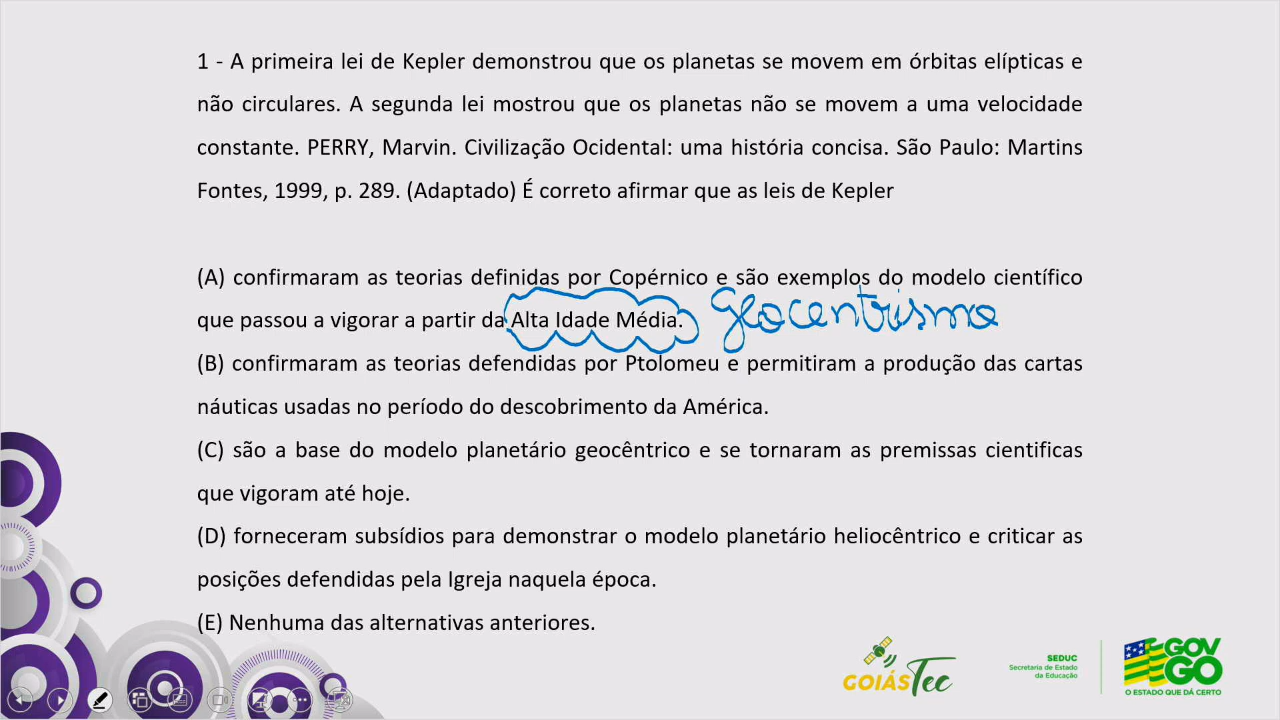 1 - A primeira lei de Kepler demonstrou que os planetas se movem em órbitas elípticas e
não circulares. A segunda lei mostrou que os planetas não se movem a uma velocidade
constante. PERRY, Marvin. Civilização Ocidental: uma história concisa. São Paulo: Martins
Fontes, 1999, p. 289. (Adaptado) É correto afirmar que as leis de Kepler
(A) confirmaram as teorias definidas por Copérnico e são exemplos do modelo científico
que passou a vigorar a partir da Alta Idade Média. Geocentrismo
(B) confirmaram as teorias defendidas por Ptolomeu e permitiram a produção das cartas
náuticas usadas no período do descobrimento da América.
(C) são a base do modelo planetário geocêntrico e se tornaram as premissas cientificas
que vigoram até hoje.
(D) forneceram subsídios para demonstrar o modelo planetário heliocêntrico e criticar as
posições defendidas pela Igreja naquela época.
(E) Nenhuma das alternativas anteriores.
GOIÁSTec
SEDUC
Secretaria de Estado
da Educação
GOV
GO
O ESTADO QUE DÁ CERTO